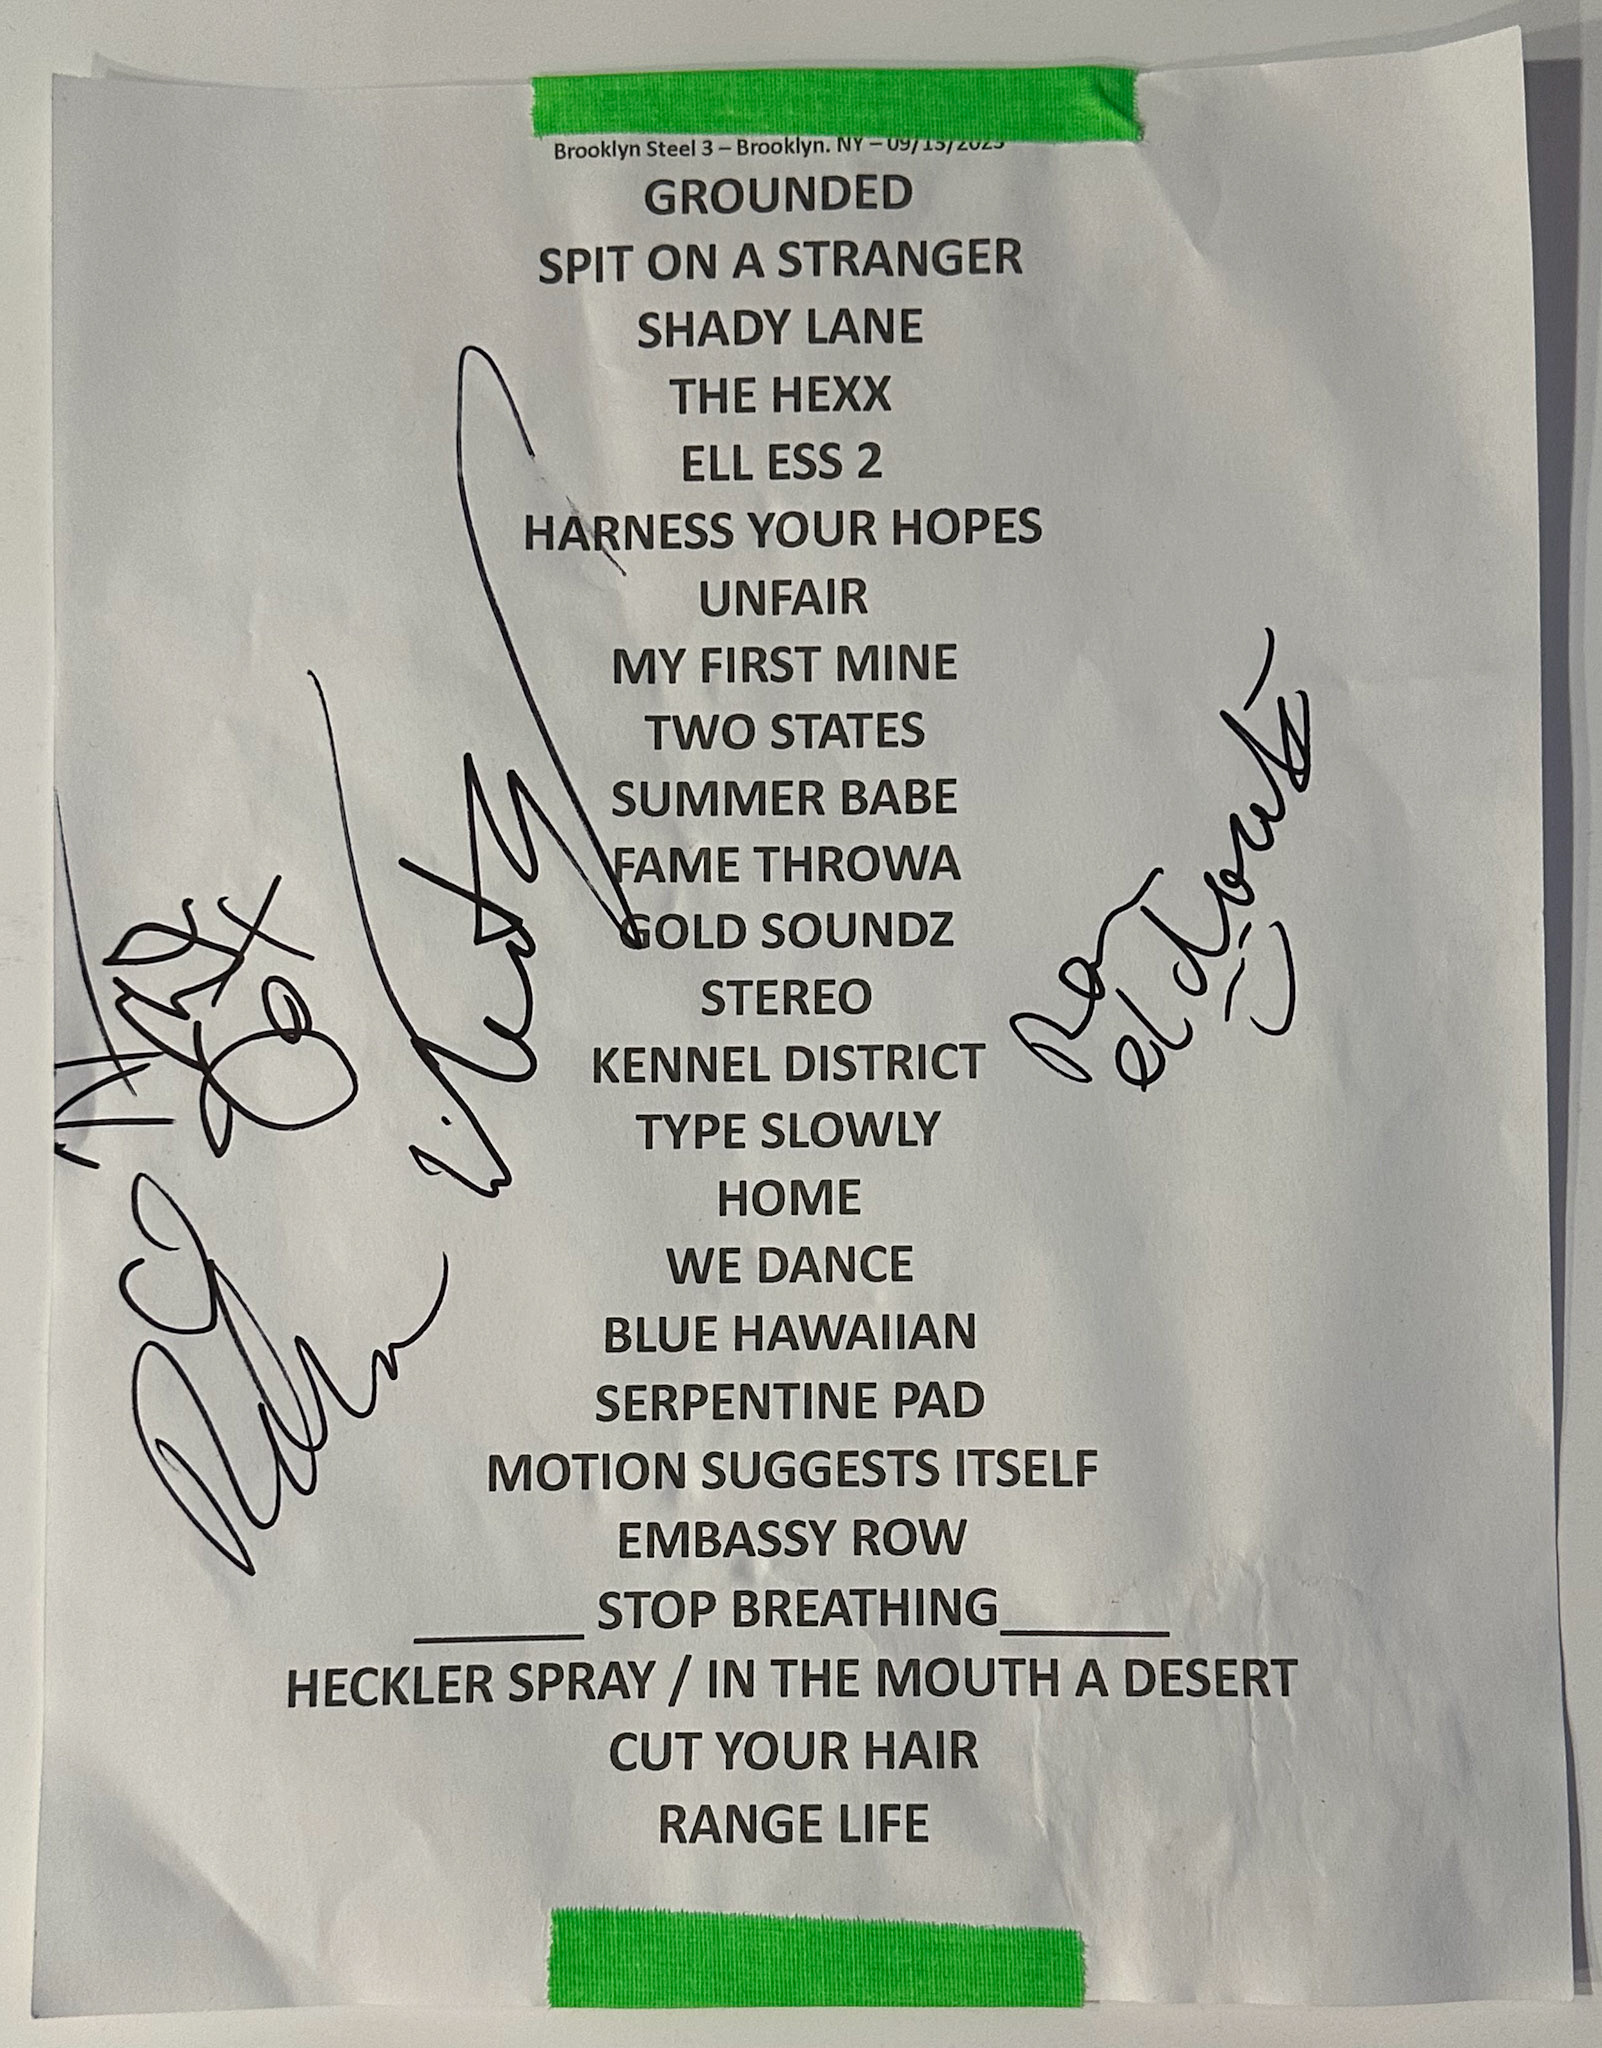 Brooklyn Steel 3 – Brooklyn. NY – 09/13/2023
GROUNDED
SPIT ON A STRANGER
SHADY LANE
THE HEXX
ELL ESS 2
HARNESS YOUR HOPES
UNFAIR
MY FIRST MINE
TWO STATES
SUMMER BABE
FAME THROWA
GOLD SOUNDZ
STEREO
KENNEL DISTRICT
TYPE SLOWLY
HOME
WE DANCE
BLUE HAWAIIAN
SERPENTINE PAD
MOTION SUGGESTS ITSELF
EMBASSY ROW
______ STOP BREATHING______
HECKLER SPRAY / IN THE MOUTH A DESERT
CUT YOUR HAIR
RANGE LIFE